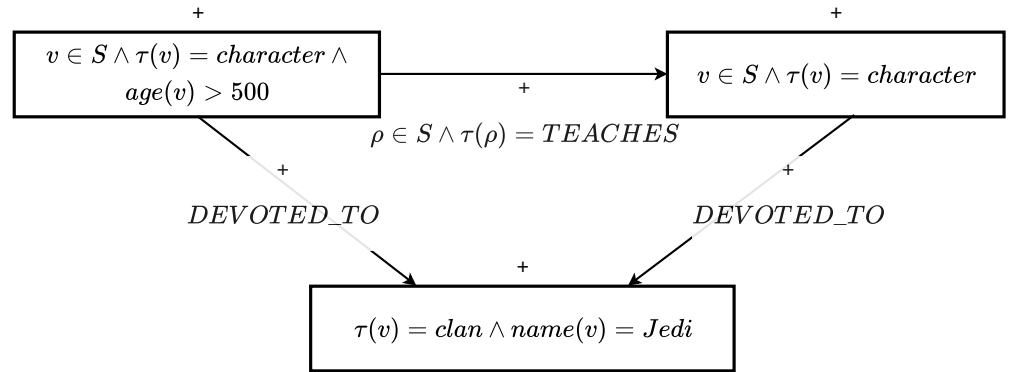 +
+
v ∈ S ∧ τ(v) = character ∧
age(v) > 500
v ∈ S ∧ τ(v) = character
+
ρ ∈ S ∧ τ(ρ) = TEACHES
+
+
DEVOTED_TO
DEVOTED_TO
+
τ(v) = clan ∧ name(v) = Jedi